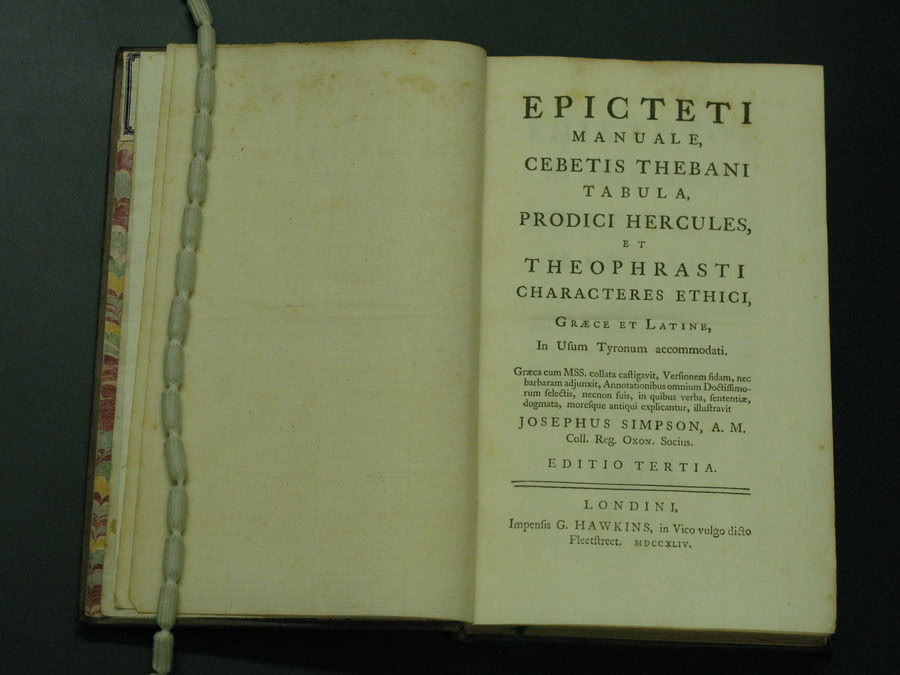 EPICTETI
MANUALE,
CEBETIS THEBANI
TABULA,
PRODICI HERCULES,
ET
THEOPHRASTI
CHARACTERES ETHICI,
GRÆCE ET LATINE,
In Uſum Tyronum accommodati.
Græca cum MSS. collata caſtigavit, Verſionem fidam, nec
barbaram adjunxit, Annotationibus omnium Doctiſſimo-
rum ſelectis, necnon ſuis, in quibus verba, ſententiæ,
dogmata, moreſque antiqui explicantur, illuſtravit
JOSEPHUS SIMPSON, A. M.
Coll. Reg. OXON. Socius.
EDITIO TERTIA.
LONDINI,
Impenſis G. HAWKINS, in Vico vulgo dicto
Fleetſtreet. MDCCXLIV.